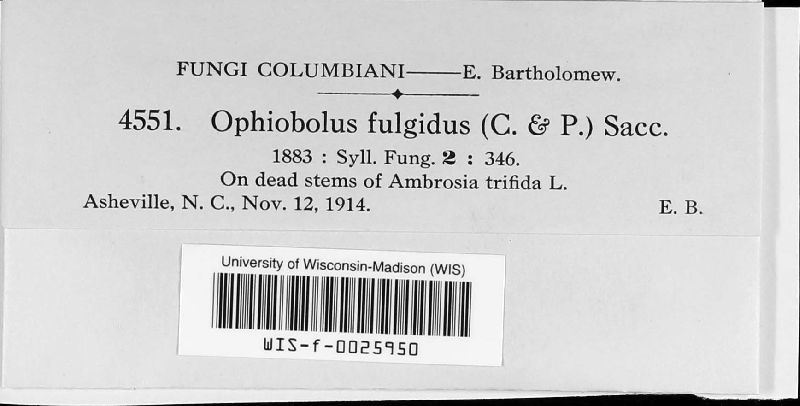 FUNGI COLUMBIANI——E. Bartholomew.
4551. Ophiobolus fulgidus (C. & P.) Sacc.
1883 : Syll. Fung. 2 : 346.
On dead stems of Ambrosia trifida L.
Asheville, N. C., Nov. 12, 1914. E. B.
University of Wisconsin-Madison (WIS)
WIS-f-0025950